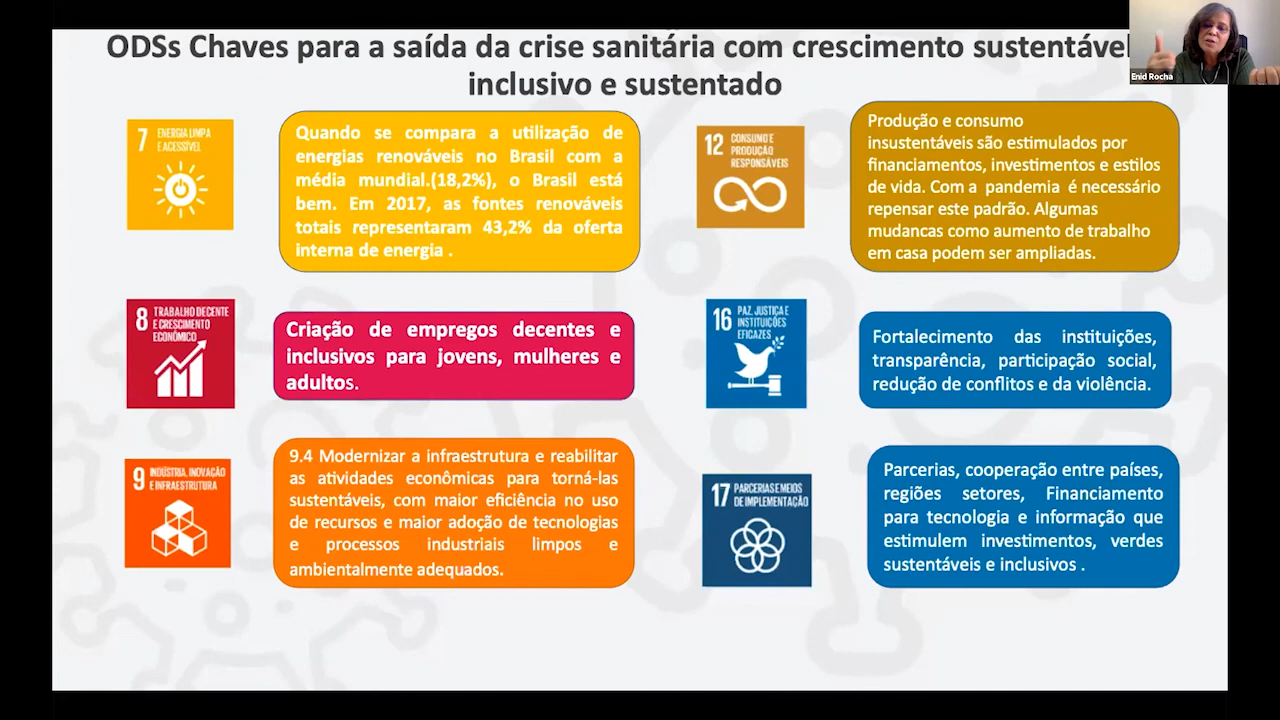 ODSs Chaves para a saída da crise sanitária com crescimento sustentável
inclusivo e sustentado
Enid Rocha
7 ENERGIA LIMPA
E ACESSÍVEL
Quando se compara a utilização de
energias renováveis no Brasil com a
média mundial.(18,2%), o Brasil está
bem. Em 2017, as fontes renováveis
totais representaram 43,2% da oferta
interna de energia .
12 CONSUMO E
PRODUÇÃO
RESPONSÁVEIS
Produção e consumo
insustentáveis são estimulados por
financiamentos, investimentos e estilos
de vida. Com a pandemia é necessário
repensar este padrão. Algumas
mudancas como aumento de trabalho
em casa podem ser ampliadas.
8 TRABALHO DECENTE
E CRESCIMENTO
ECONÔMICO
Criação de empregos decentes e
inclusivos para jovens, mulheres e
adultos.
16 PAZ, JUSTIÇA E
INSTITUIÇÕES
EFICAZES
Fortalecimento das instituições,
transparência, participação social,
redução de conflitos e da violência.
9 INDÚSTRIA, INOVAÇÃO
E INFRAESTRUTURA
9.4 Modernizar a infraestrutura e reabilitar
as atividades econômicas para torná-las
sustentáveis, com maior eficiência no uso
de recursos e maior adoção de tecnologias
e processos industriais limpos e
ambientalmente adequados.
17 PARCERIAS E MEIOS
DE IMPLEMENTAÇÃO
Parcerias, cooperação entre países,
regiões setores, Financiamento
para tecnologia e informação que
estimulem investimentos, verdes
sustentáveis e inclusivos .